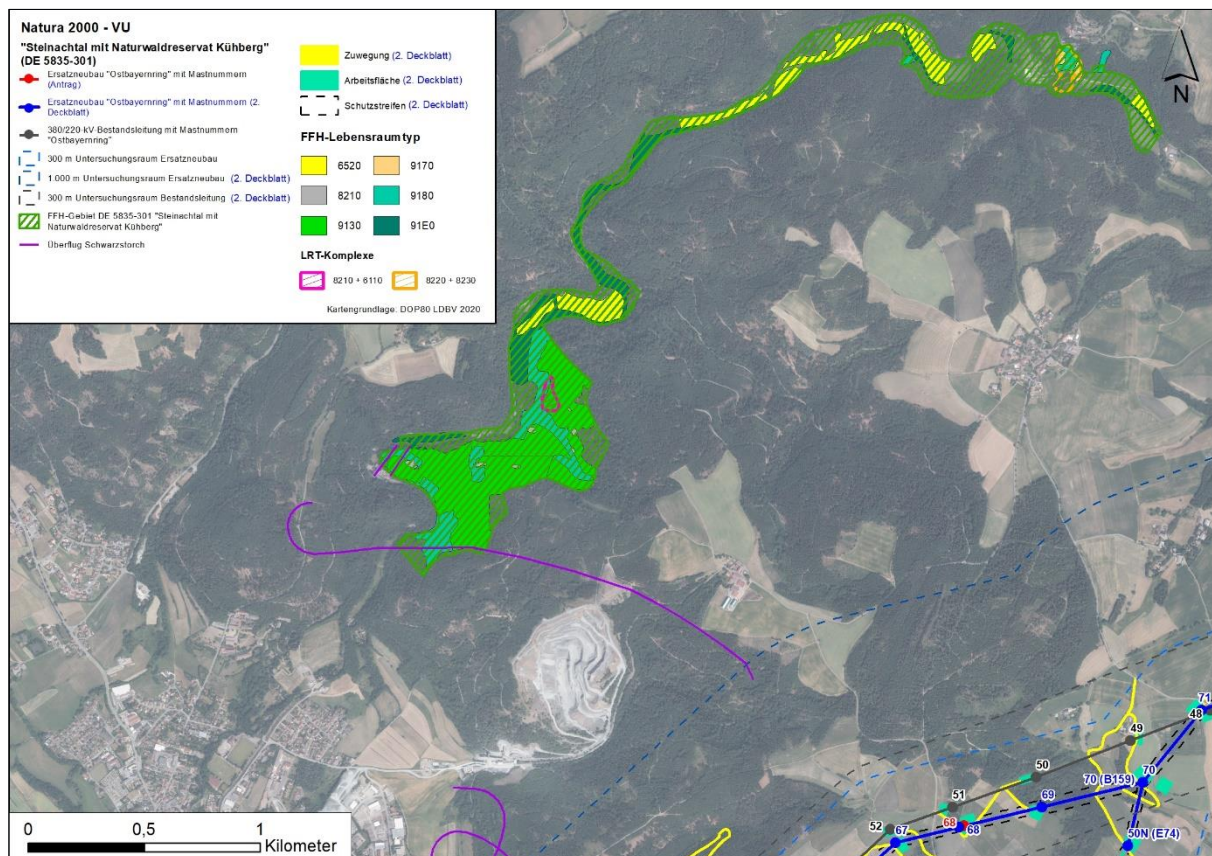 Natura 2000 - VU
"Steinachtal mit Naturwaldreservat Kühberg"
(DE 5835-301)
Ersatzneubau "Ostbayernring" mit Mastnummern
(Antrag)
Ersatzneubau "Ostbayernring" mit Mastnummern (2.
Deckblatt)
380/220-kV-Bestandsleitung mit Mastnummern
"Ostbayernring"
300 m Untersuchungsraum Ersatzneubau
1.000 m Untersuchungsraum Ersatzneubau (2. Deckblatt)
300 m Untersuchungsraum Bestandsleitung (2. Deckblatt)
FFH-Gebiet DE 5835-301 "Steinachtal mit
Naturwaldreservat Kühberg"
Überflug Schwarzstorch
Zuwegung (2. Deckblatt)
Arbeitsfläche (2. Deckblatt)
Schutzstreifen (2. Deckblatt)
FFH-Lebensraumtyp
6520 9170
8210 9180
9130 91E0
LRT-Komplexe
8210 + 6110 8220 + 8230
Kartengrundlage: DOP80 LDBV 2020
N
71
48
49
50
70
70 (B159)
51
69
68
68
52
67
50N (E74)
0 0,5 1
Kilometer